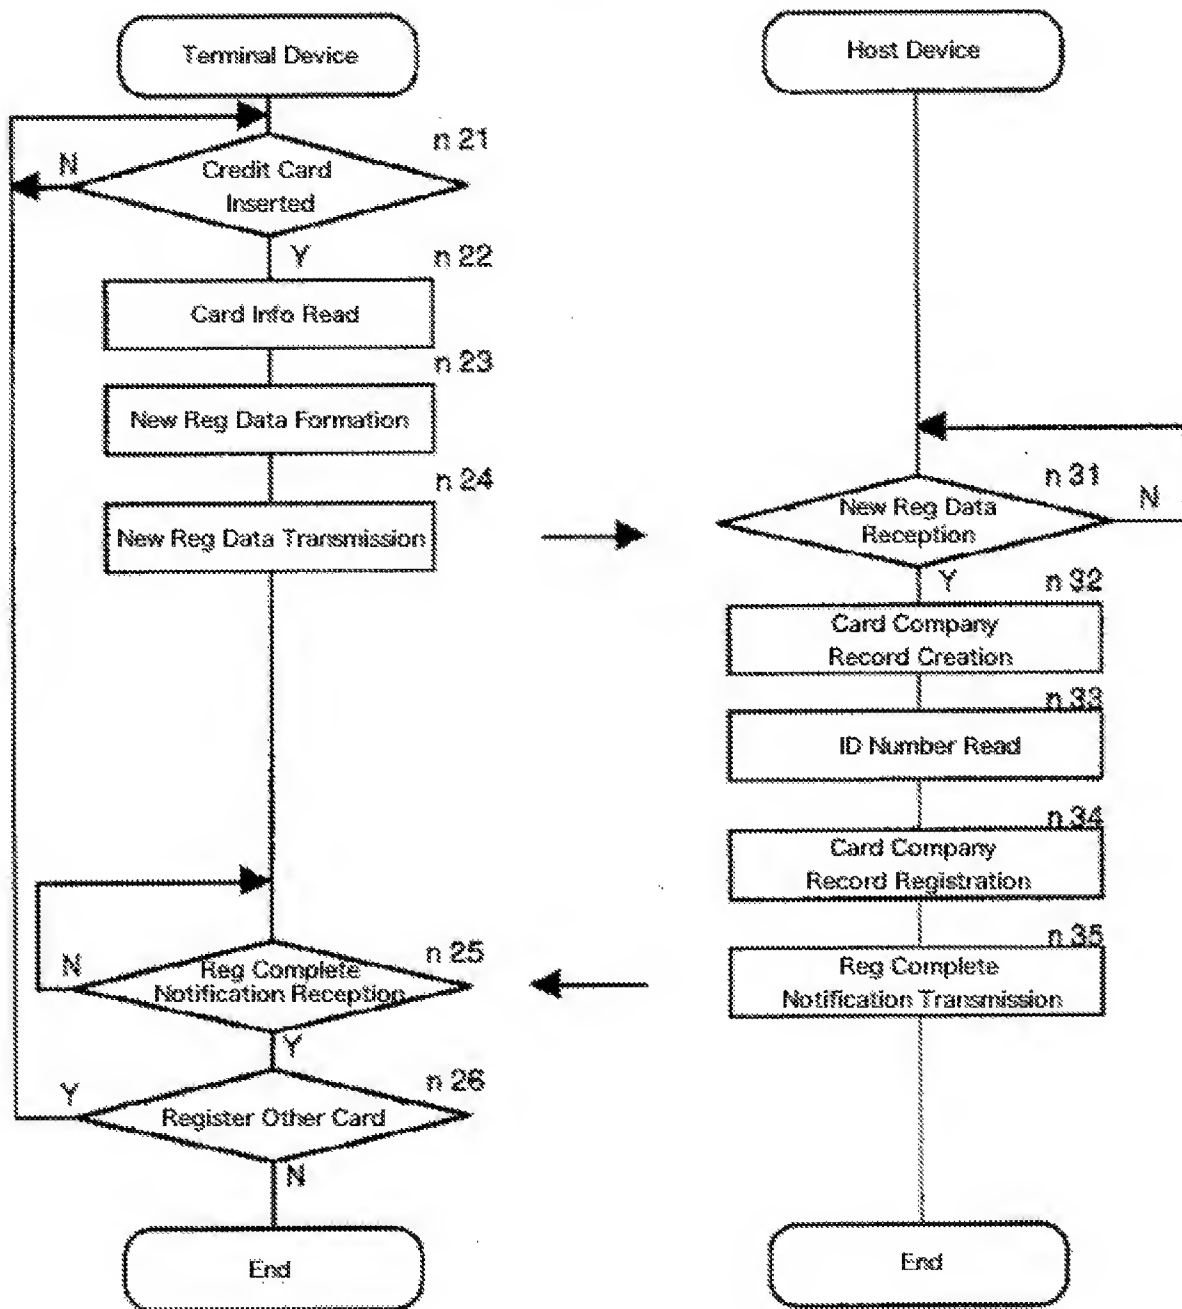 Terminal Device
n 21
N
Credit Card
Inserted
Y
n 22
Card Info Read
n 23
New Reg Data Formation
n 24
New Reg Data Transmission
N
n 25
Reg Complete
Notification Reception
Y
Y
n 26
Register Other Card
N
End
Host Device
n 31
New Reg Data
Reception
N
Y
n 32
Card Company
Record Creation
n 33
ID Number Read
n 34
Card Company
Record Registration
n 35
Reg Complete
Notification Transmission
End